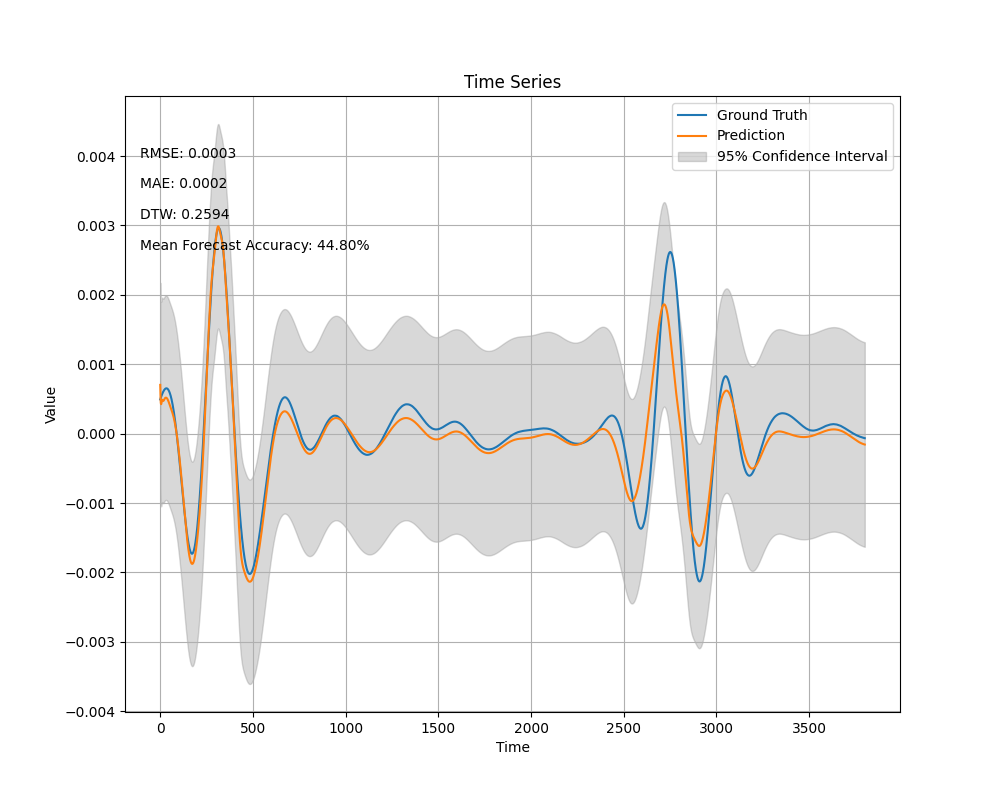 Time Series
Ground Truth
Prediction
95% Confidence Interval
RMSE: 0.0003
MAE: 0.0002
DTW: 0.2594
Mean Forecast Accuracy: 44.80%
Value
0.004
0.003
0.002
0.001
0.000
−0.001
−0.002
−0.003
−0.004
0 500 1000 1500 2000 2500 3000 3500
Time